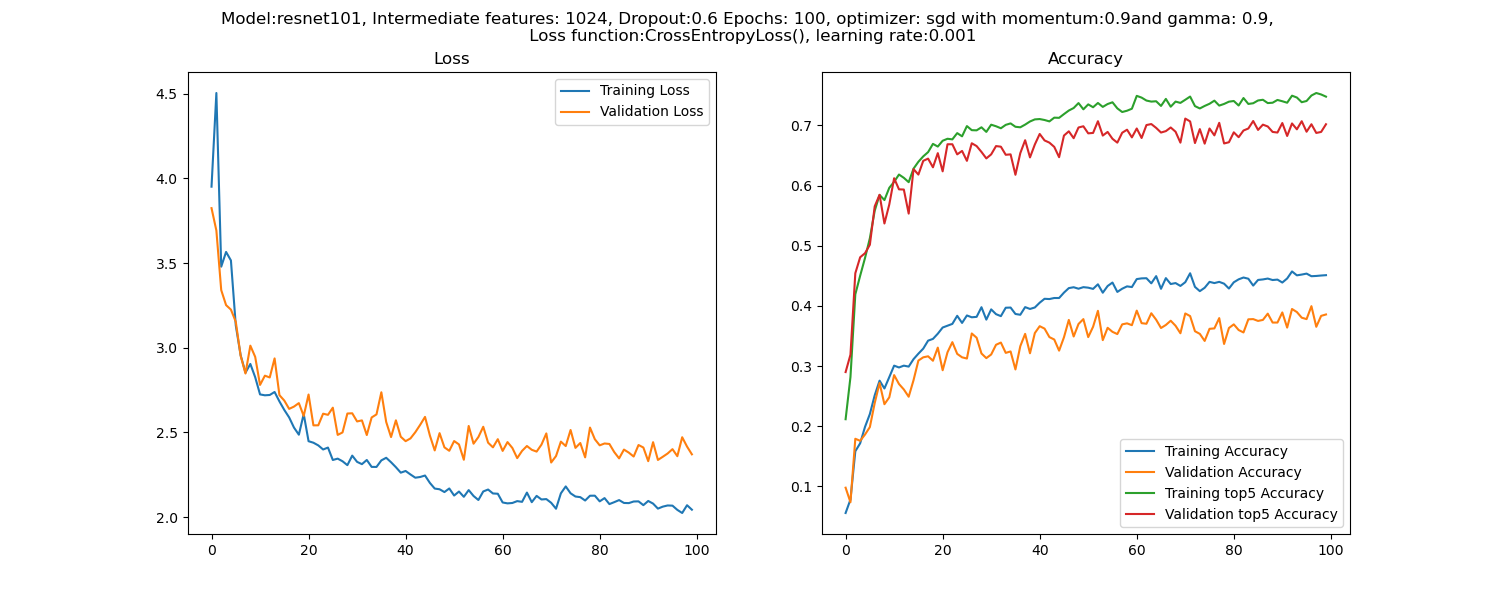 Model:resnet101, Intermediate features: 1024, Dropout:0.6 Epochs: 100, optimizer: sgd with momentum:0.9and gamma: 0.9,
Loss function:CrossEntropyLoss(), learning rate:0.001
Loss
Training Loss
Validation Loss
4.5
4.0
3.5
3.0
2.5
2.0
0 20 40 60 80 100
Accuracy
0.7
0.6
0.5
0.4
0.3
0.2
0.1
Training Accuracy
Validation Accuracy
Training top5 Accuracy
Validation top5 Accuracy
0 20 40 60 80 100